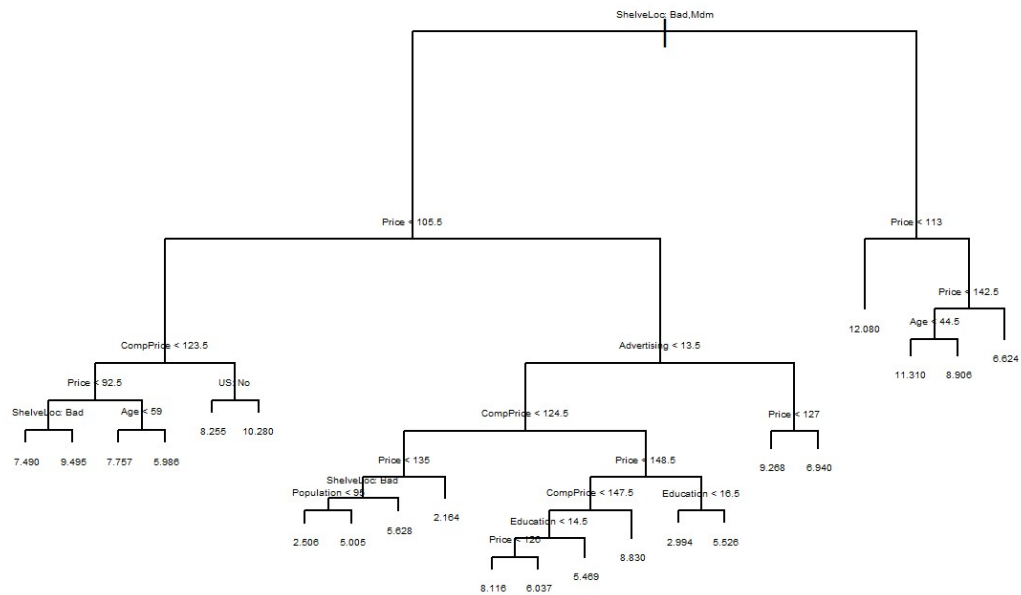 ShelveLoc: Bad,Mdm
Price < 105.5
Price < 113
Price < 142.5
Age < 44.5
12.080
11.310
8.906
6.624
CompPrice < 123.5
Advertising < 13.5
Price < 92.5
US: No
ShelveLoc: Bad
Age < 59
8.255
10.280
7.490
9.495
7.757
5.986
CompPrice < 124.5
Price < 127
9.268
6.940
Price < 135
Price < 148.5
ShelveLoc: Bad
Population < 95
CompPrice < 147.5
Education < 16.5
2.506
5.005
5.628
2.164
Education < 14.5
Price < 126
8.830
2.994
5.526
8.116
6.037
5.469